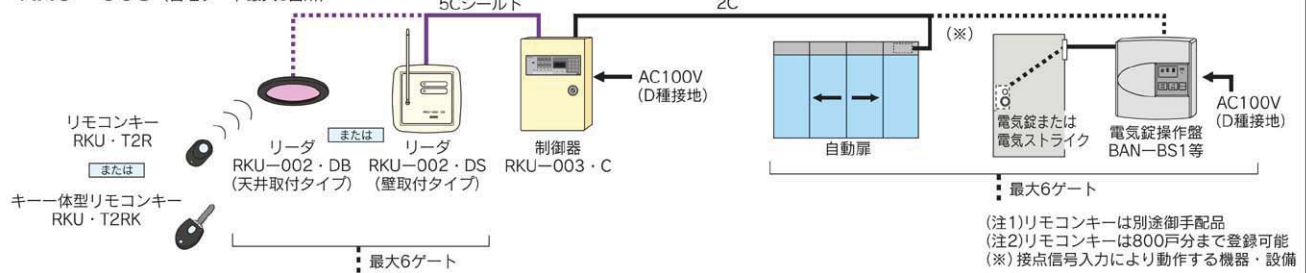 5Cシールド
2C
(※)
AC100V
(D種接地)
リモコンキー
RKU・T2R
または
キー一体型リモコンキー
RKU・T2RK
リーダ
RKU－002・DB
(天井取付タイプ)
または
リーダ
RKU－002・DS
(壁取付タイプ)
制御器
RKU－003・C
自動扉
電気錠または
電気ストライク
電気錠操作盤
BAN－BS1等
AC100V
(D種接地)
最大6ゲート
最大6ゲート
(注1)リモコンキーは別途御手配品
(注2)リモコンキーは800戸分まで登録可能
(※)接点信号入力により動作する機器・設備